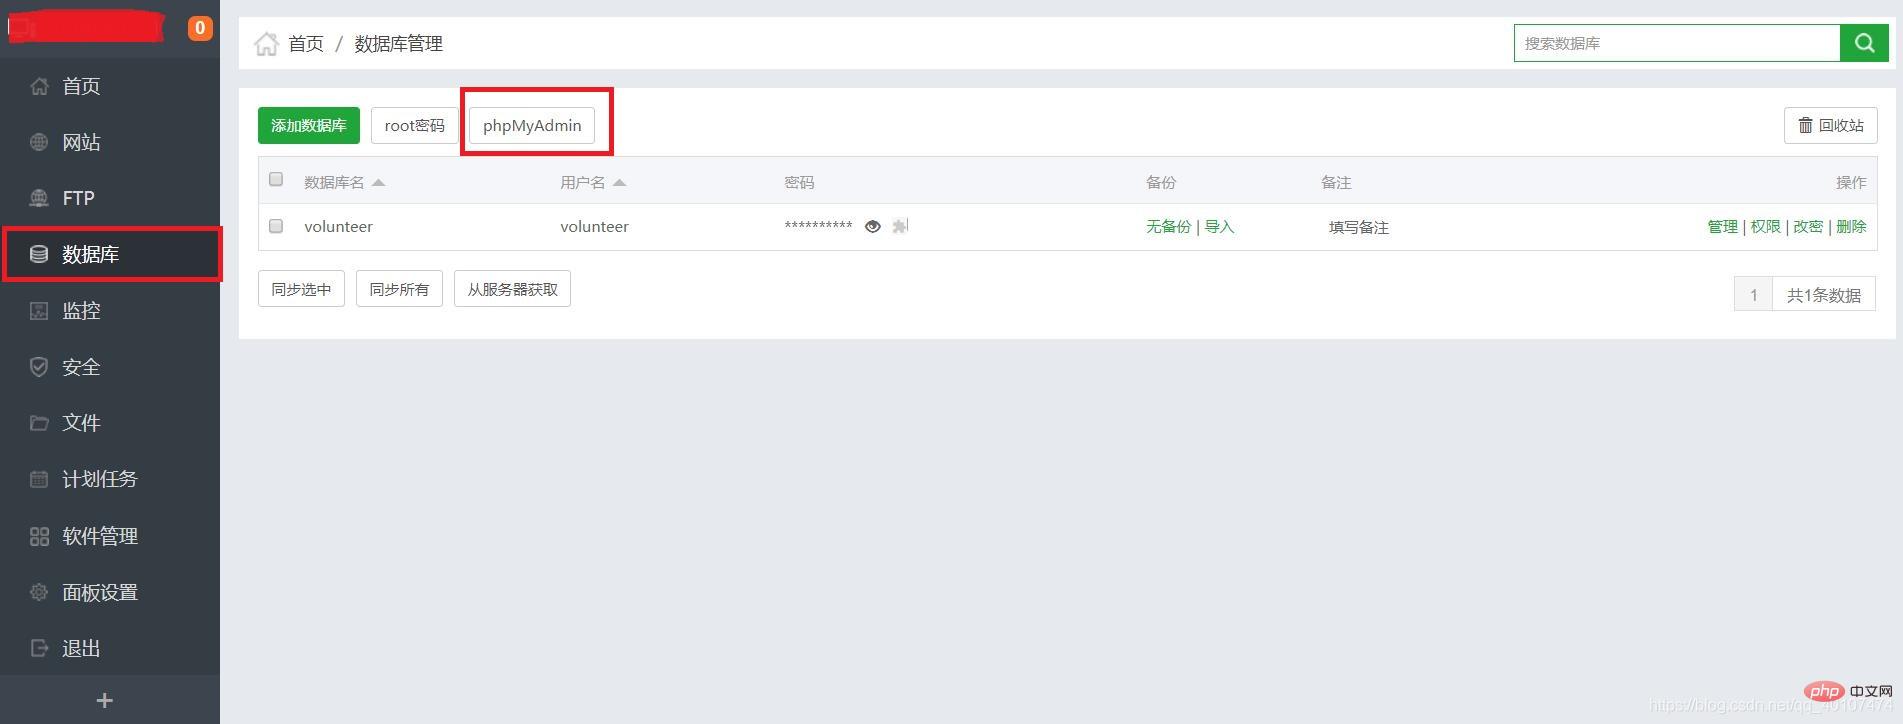 0
首页
网站
FTP
数据库
监控
安全
文件
计划任务
软件管理
面板设置
退出
+
首页 / 数据库管理
搜索数据库
添加数据库 root密码 phpMyAdmin 回收站
数据库名 用户名 密码 备份 备注 操作
volunteer volunteer ********** 无备份 | 导入 填写备注 管理 | 权限 | 改密 | 删除
同步选中 同步所有 从服务器获取
1 共1条数据
php 中文网
https://blog.csdn.net/qq_40107474